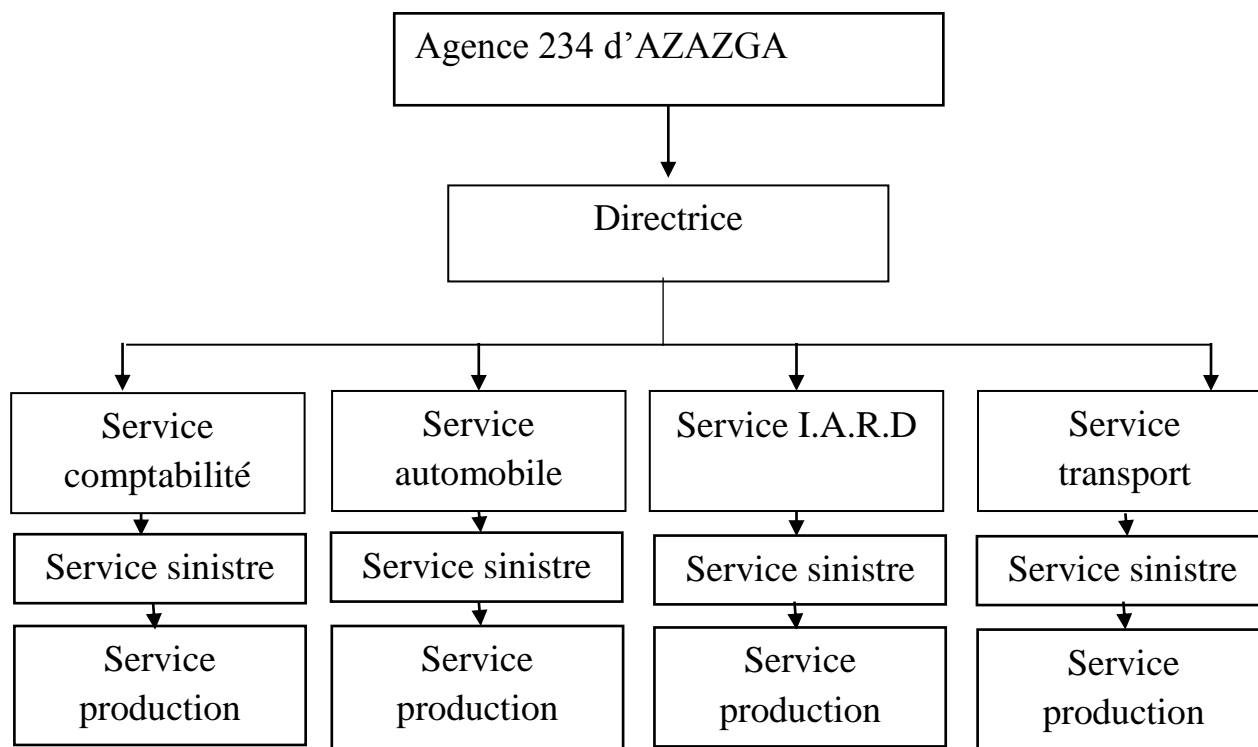 Agence 234 d’AZAZGA
Directrice
Service
comptabilité
Service
automobile
Service I.A.R.D
Service
transport
Service sinistre
Service sinistre
Service sinistre
Service sinistre
Service
production
Service
production
Service
production
Service
production